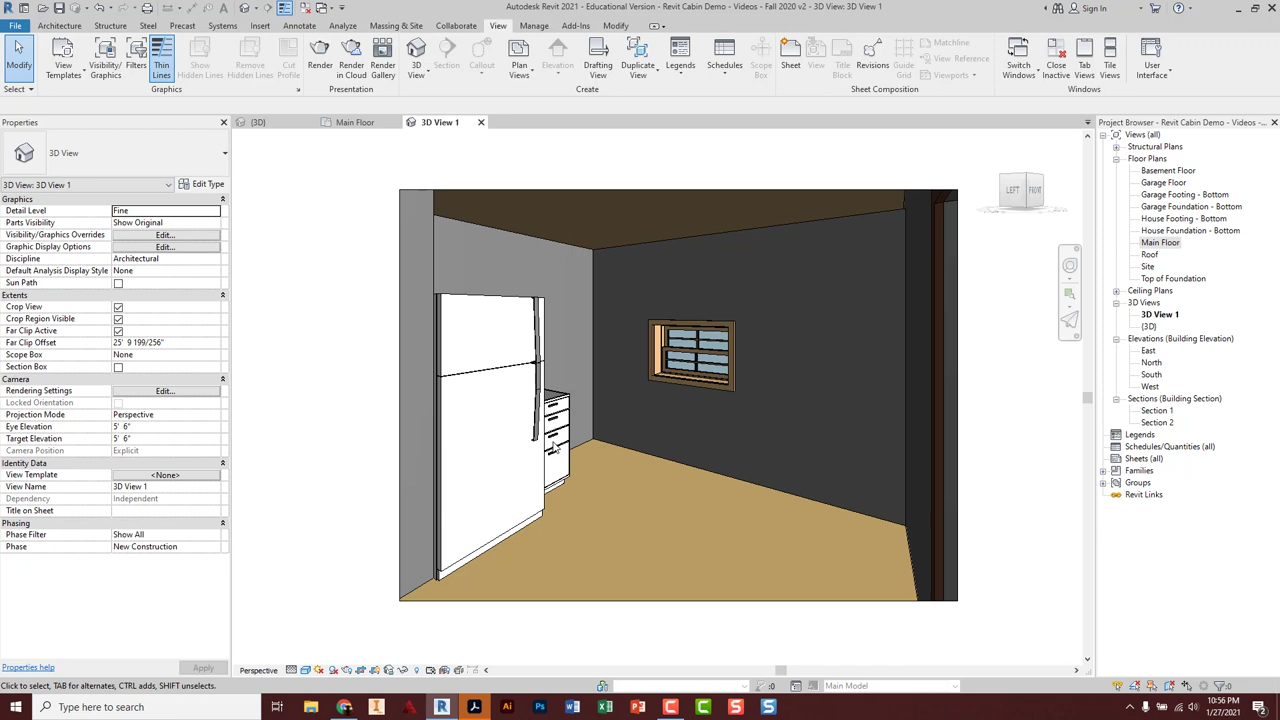 Autodesk Revit 2021 - Educational Version - Revit Cabin Demo - Videos - Fall 2020 v2 - 3D View: 3D View 1
Sign In
File Architecture Structure Steel Precast Systems Insert Annotate Analyze Massing & Site Collaborate View Manage Add-Ins Modify
Modify
View Templates
Visibility/ Graphics
Filters
Thin Lines
Show Hidden Lines
Remove Hidden Lines
Cut Profile
Render
Render in Cloud
Render Gallery
3D View
Section
Callout
Plan Views
Elevation
Drafting View
Duplicate View
Legends
Schedules
Scope Box
Sheet
View
Title Block
Revisions
Guide Grid
Matchline
View Reference
Viewports
Switch Windows
Close Inactive
Tab Views
Tile Views
User Interface
Select Graphics Presentation Create Sheet Composition Windows
Properties
{3D} Main Floor 3D View 1
Project Browser - Revit Cabin Demo - Videos -...
3D View
3D View: 3D View 1 Edit Type
Graphics
Detail Level Fine
Parts Visibility Show Original
Visibility/Graphics Overrides Edit...
Graphic Display Options Edit...
Discipline Architectural
Default Analysis Display Style None
Sun Path
Extents
Crop View
Crop Region Visible
Far Clip Active
Far Clip Offset 25' 9 199/256"
Scope Box None
Section Box
Camera
Rendering Settings Edit...
Locked Orientation
Projection Mode Perspective
Eye Elevation 5' 6"
Target Elevation 5' 6"
Camera Position Explicit
Identity Data
View Template <None>
View Name 3D View 1
Dependency Independent
Title on Sheet
Phasing
Phase Filter Show All
Phase New Construction
Properties help Apply
LEFT FRONT
Views (all)
Structural Plans
Floor Plans
Basement Floor
Garage Floor
Garage Footing - Bottom
Garage Foundation - Bottom
House Footing - Bottom
House Foundation - Bottom
Main Floor
Roof
Site
Top of Foundation
Ceiling Plans
3D Views
3D View 1
{3D}
Elevations (Building Elevation)
East
North
South
West
Sections (Building Section)
Section 1
Section 2
Legends
Schedules/Quantities (all)
Sheets (all)
Families
Groups
Revit Links
Perspective
Click to select, TAB for alternates, CTRL adds, SHIFT unselects.
:0
Main Model
:0
Type here to search
10:56 PM
1/27/2021